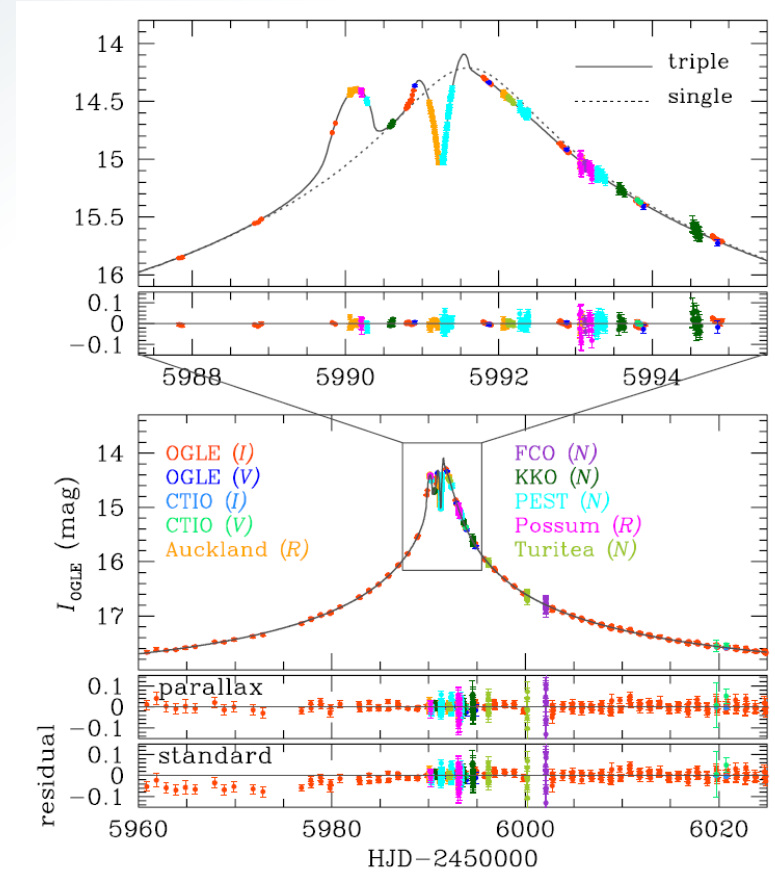 14
14.5
15
15.5
16
triple
single
0.1
0
−0.1
5988 5990 5992 5994
14
15
16
17
I_OGLE (mag)
OGLE (I)
OGLE (V)
CTIO (I)
CTIO (V)
Auckland (R)
FCO (N)
KKO (N)
PEST (N)
Possum (R)
Turitea (N)
0.1
0
−0.1
parallax
0.1
0
−0.1
standard
residual
5960 5980 6000 6020
HJD−2450000